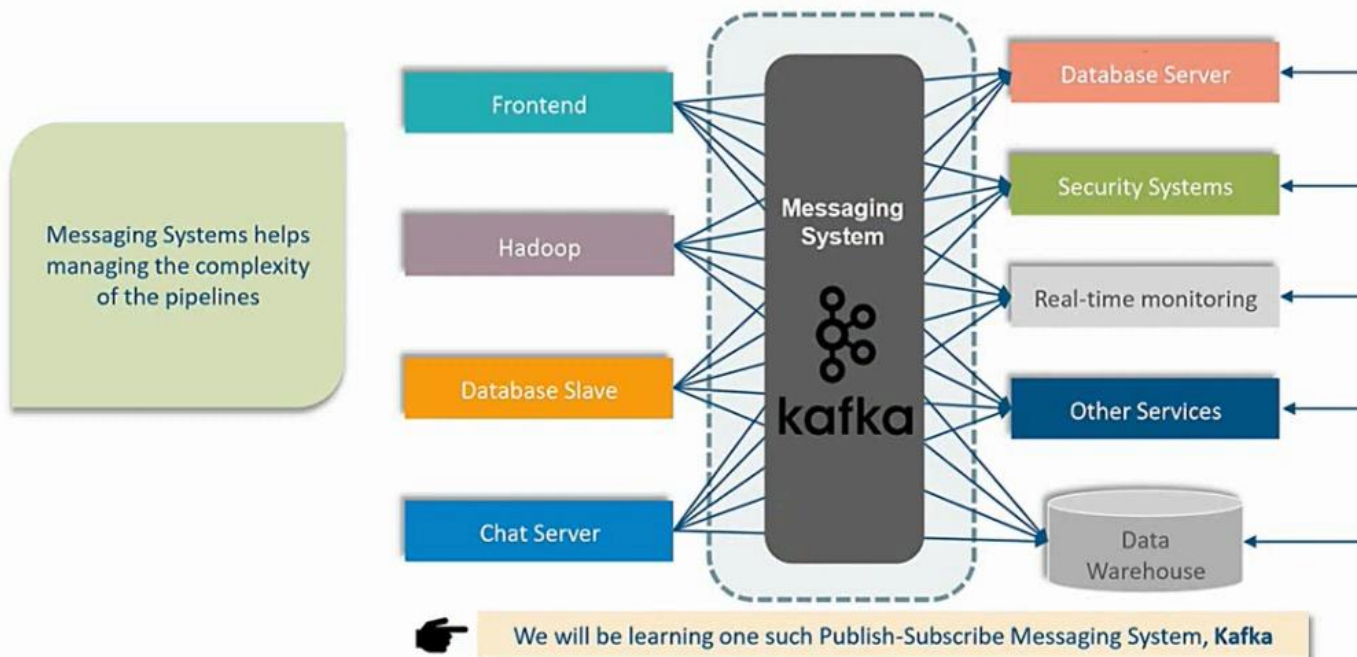 Messaging Systems helps
managing the complexity
of the pipelines
Frontend
Hadoop
Database Slave
Chat Server
Messaging
System
kafka
Database Server
Security Systems
Real-time monitoring
Other Services
Data
Warehouse
We will be learning one such Publish-Subscribe Messaging System, Kafka